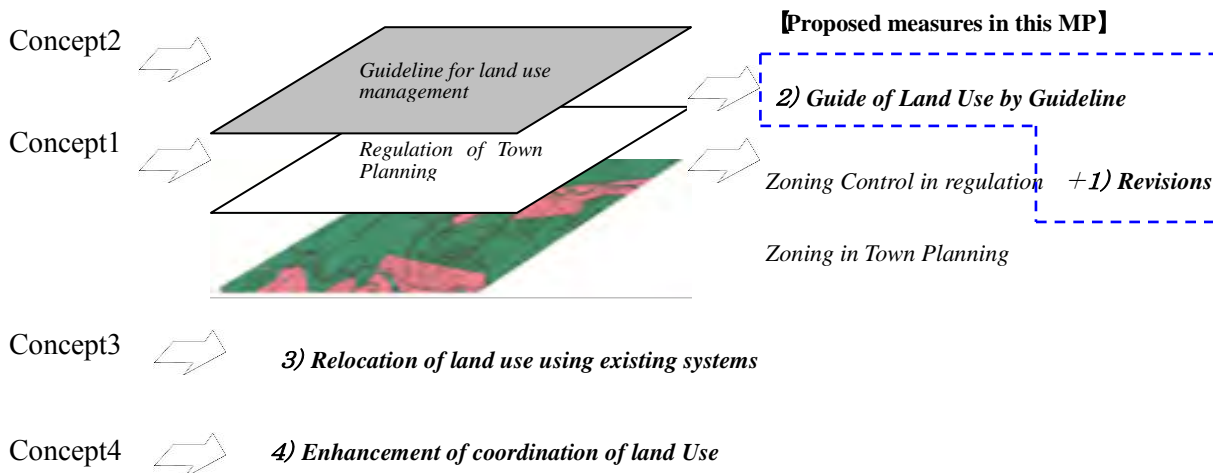 【Proposed measures in this MP】
Concept2
Guideline for land use
management
2) Guide of Land Use by Guideline
Concept1
Regulation of Town
Planning
Zoning Control in regulation +1) Revisions
Zoning in Town Planning
Concept3
3) Relocation of land use using existing systems
Concept4
4) Enhancement of coordination of land Use